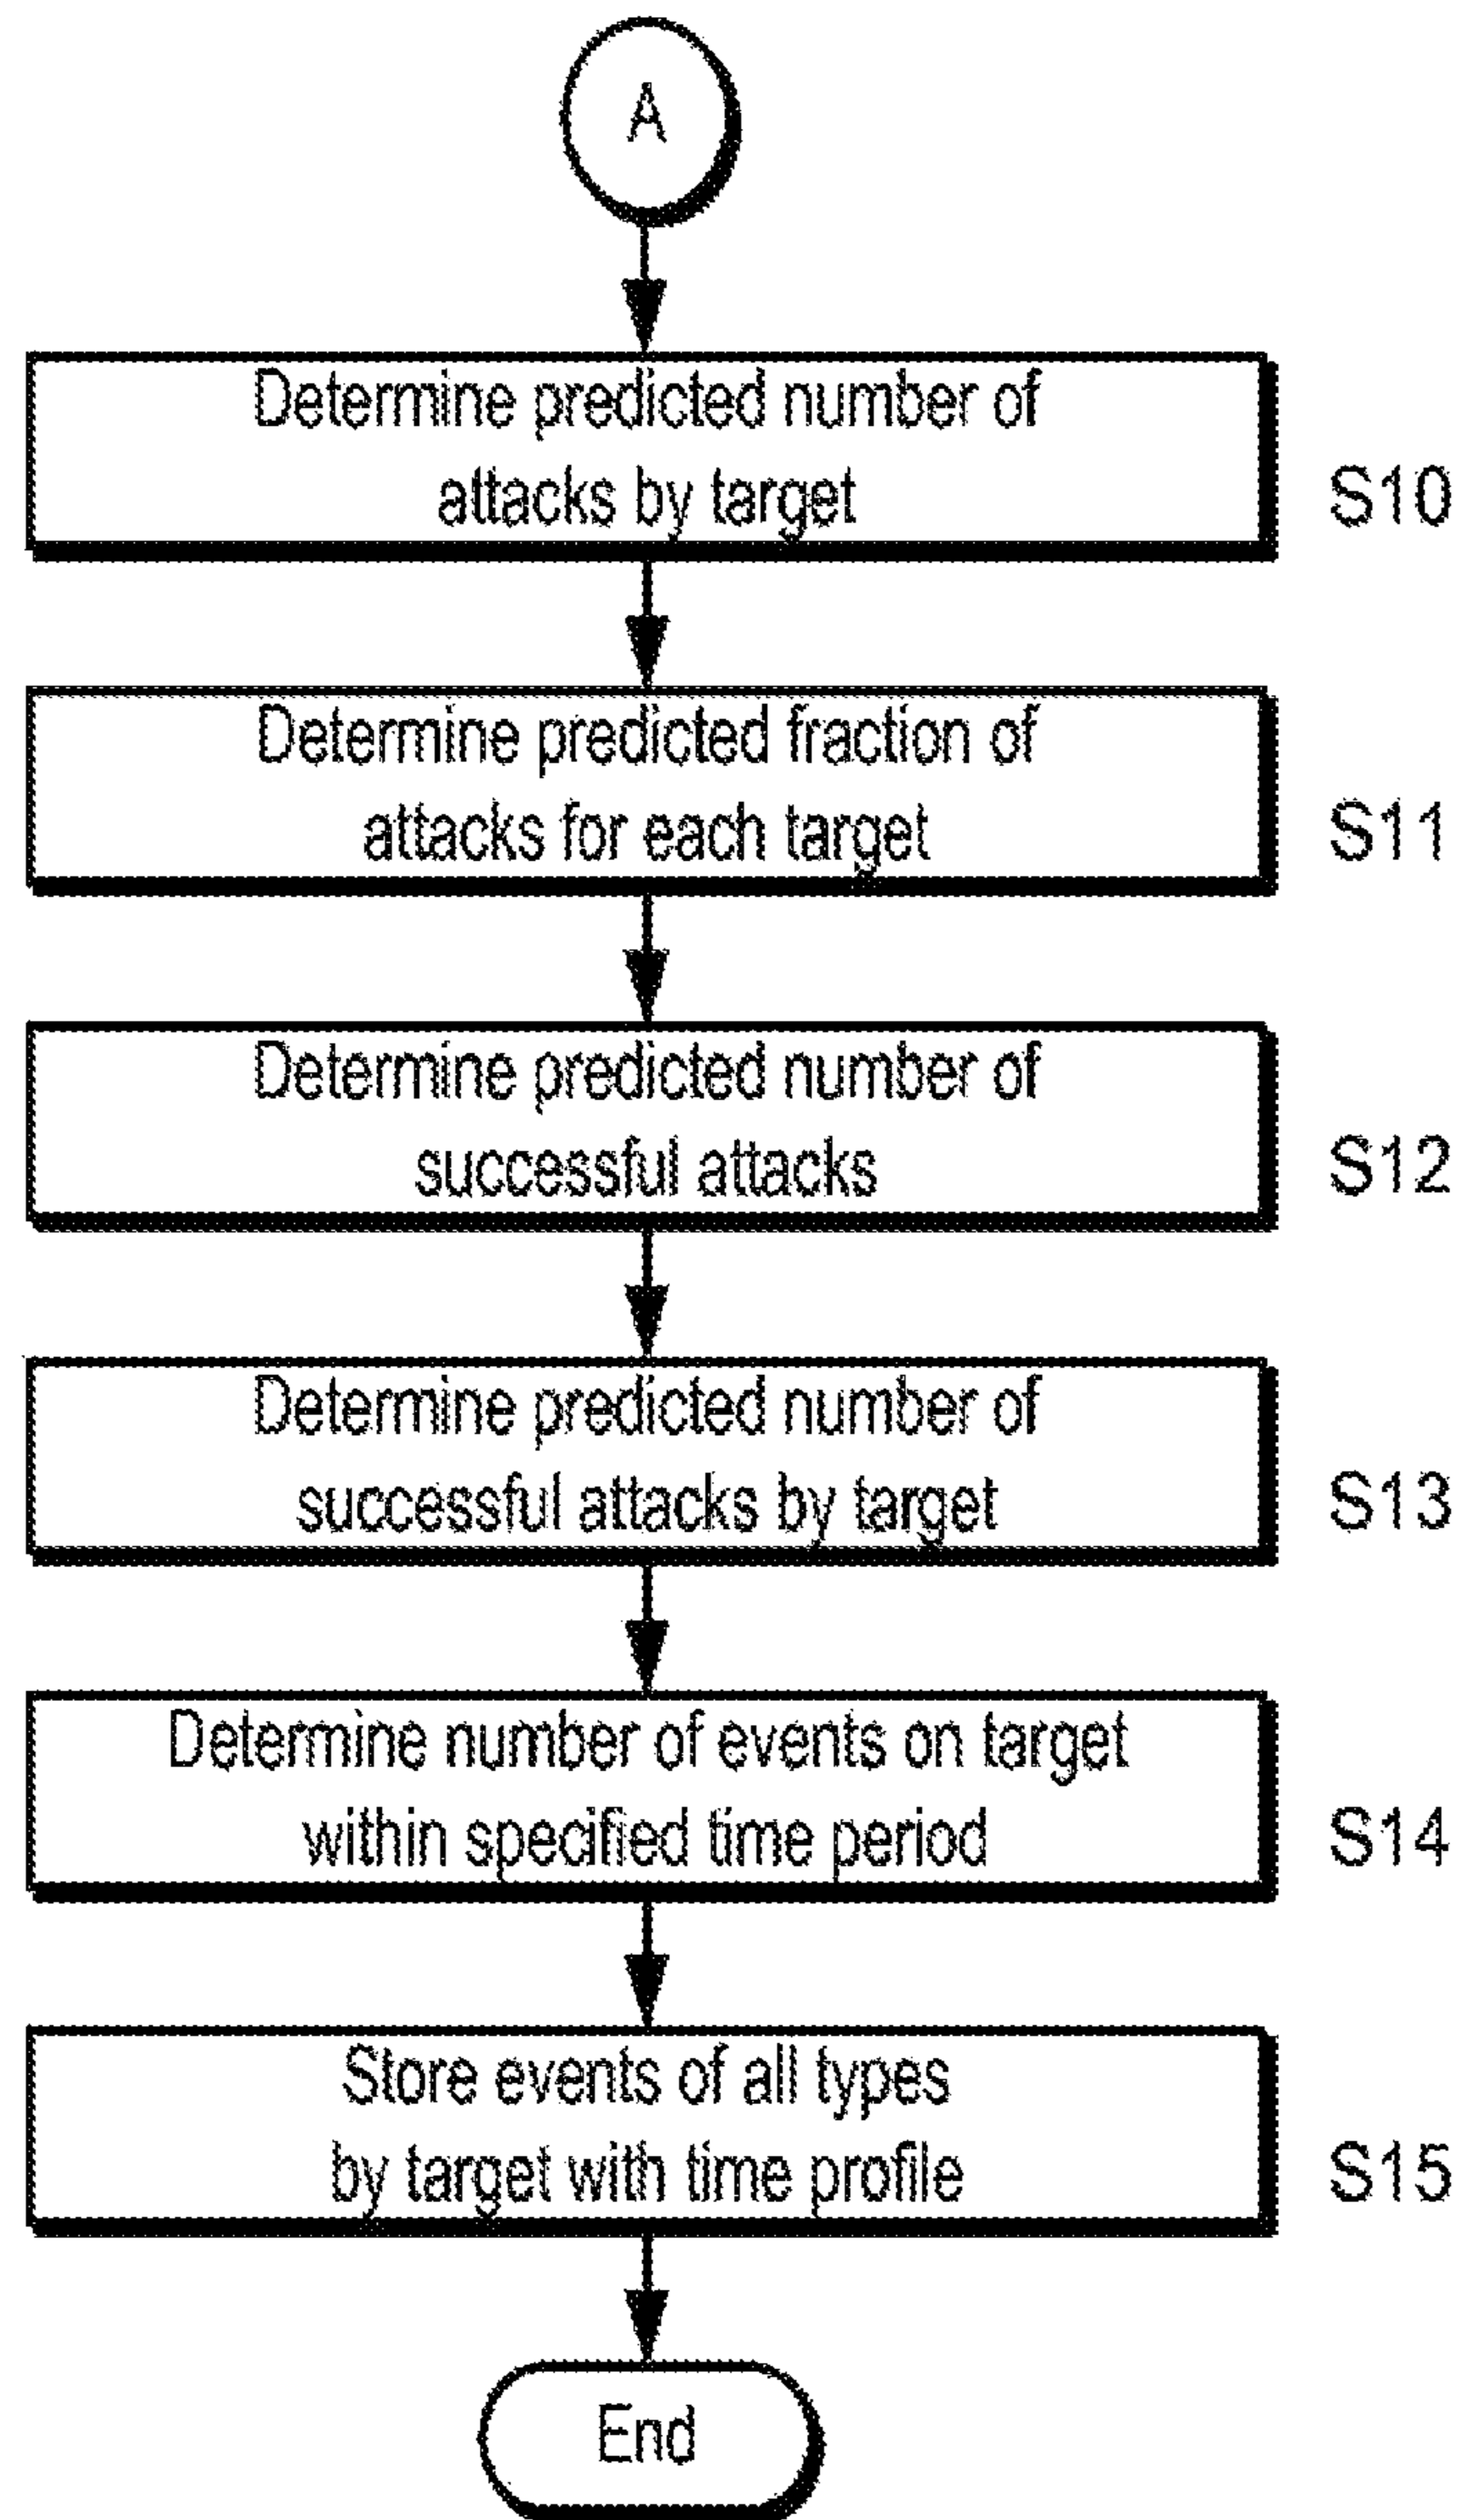 A
Determine predicted number of
attacks by target
S10
Determine predicted fraction of
attacks for each target
S11
Determine predicted number of
successful attacks
S12
Determine predicted number of
successful attacks by target
S13
Determine number of events on target
within specified time period
S14
Store events of all types
by target with time profile
S15
End